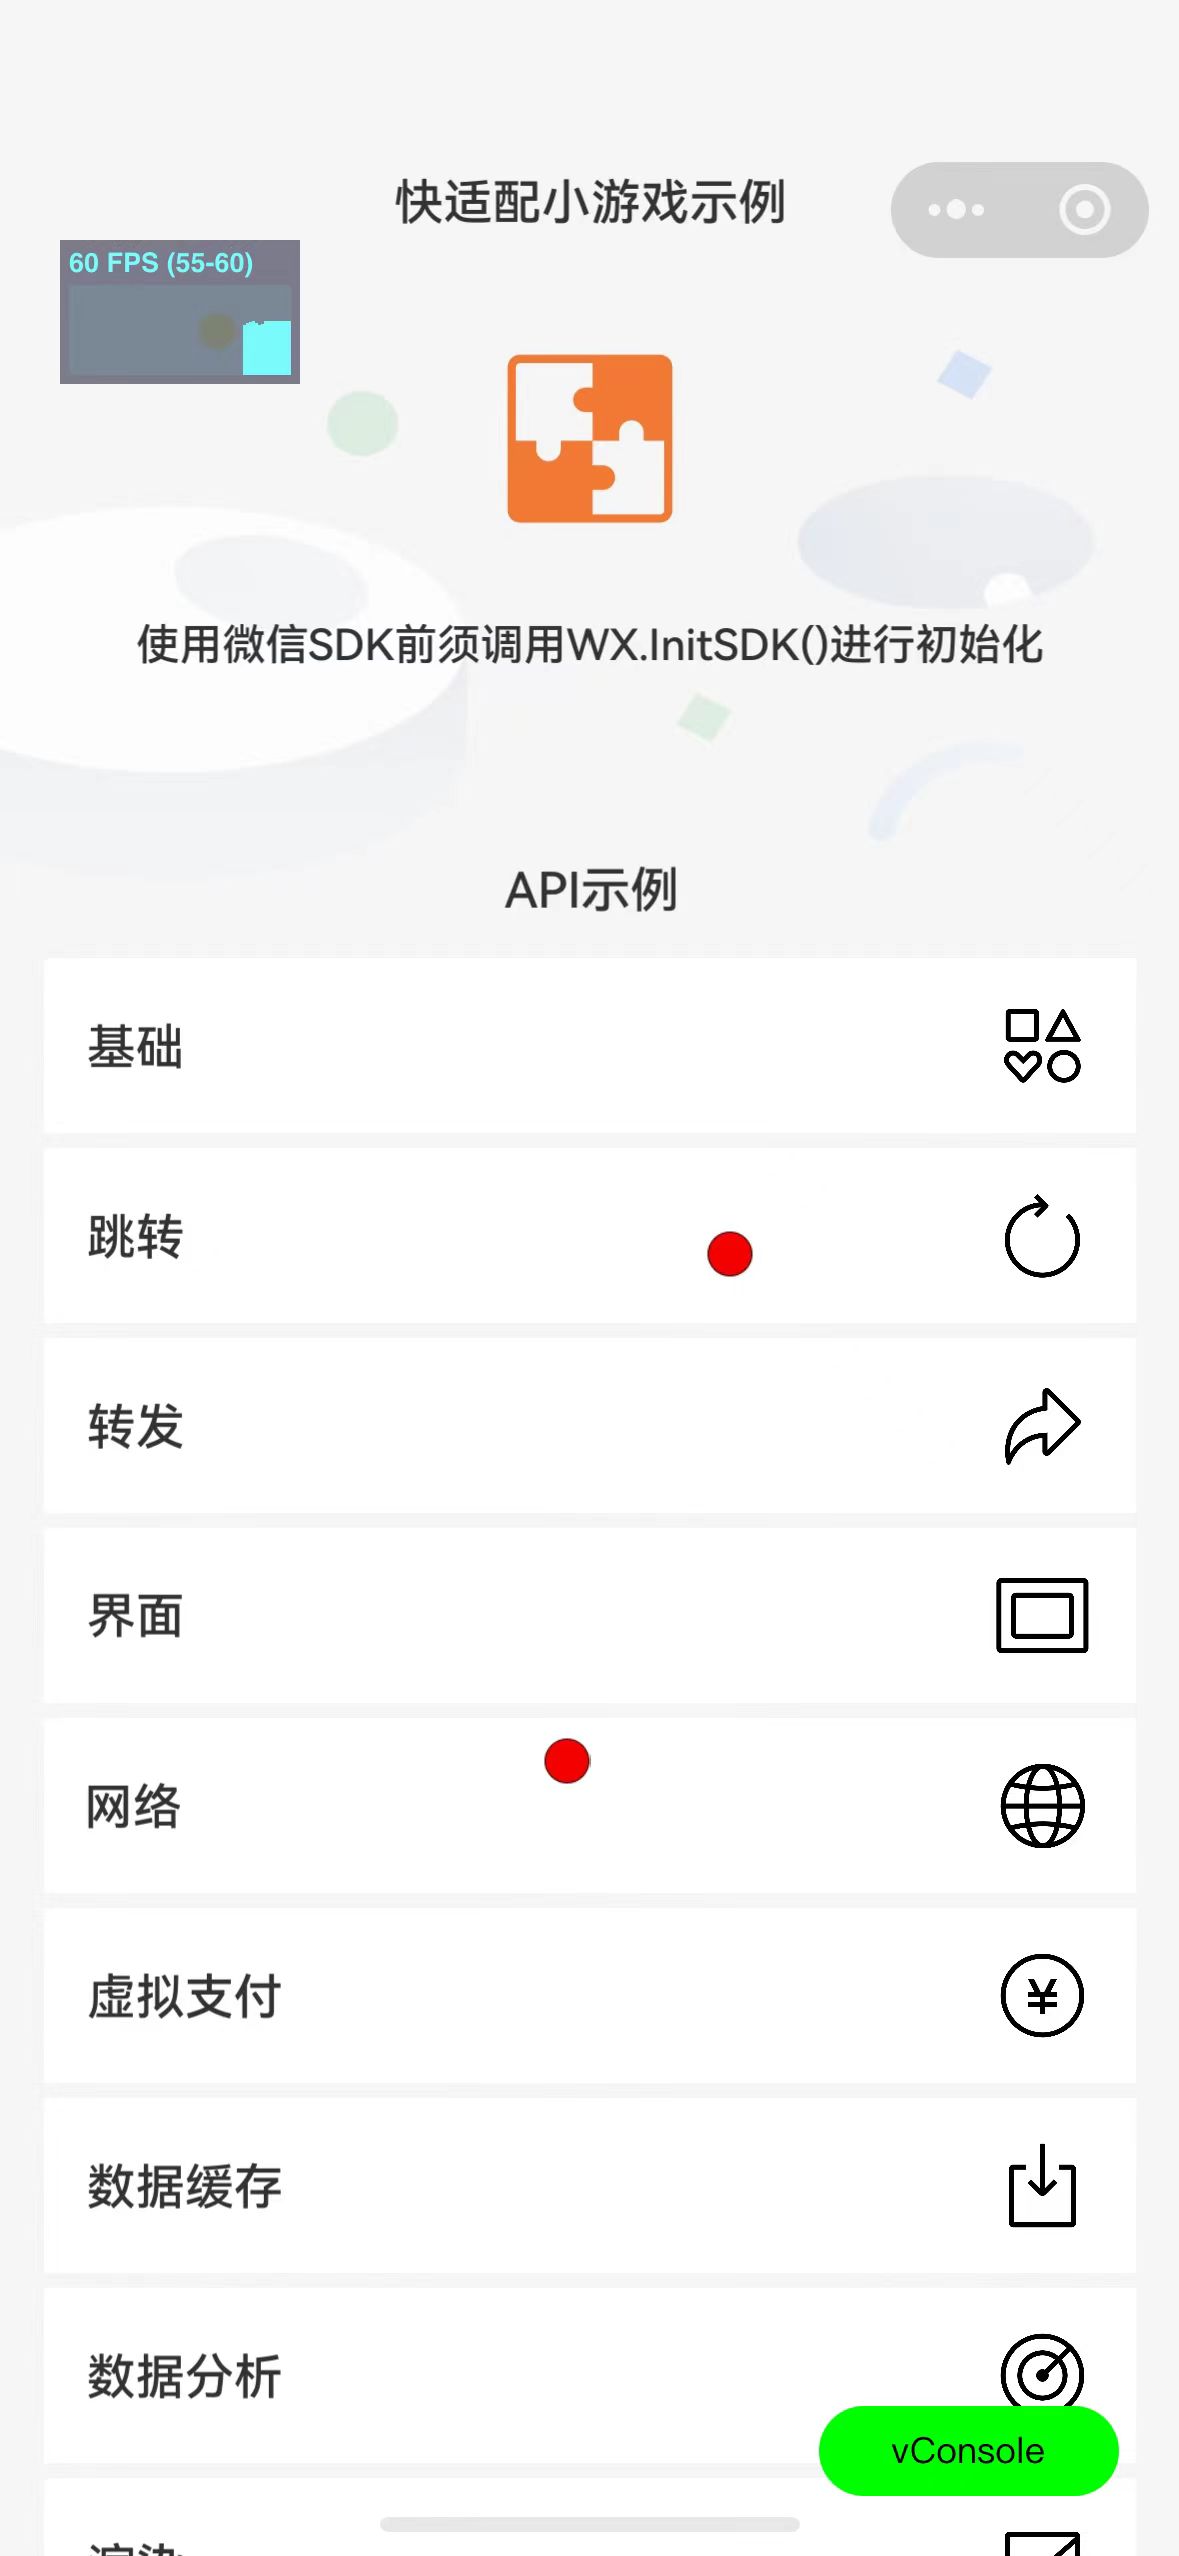 快适配小游戏示例
60 FPS (55-60)
使用微信SDK前须调用WX.InitSDK()进行初始化
API示例
基础
跳转
转发
界面
网络
虚拟支付
数据缓存
数据分析
vConsole